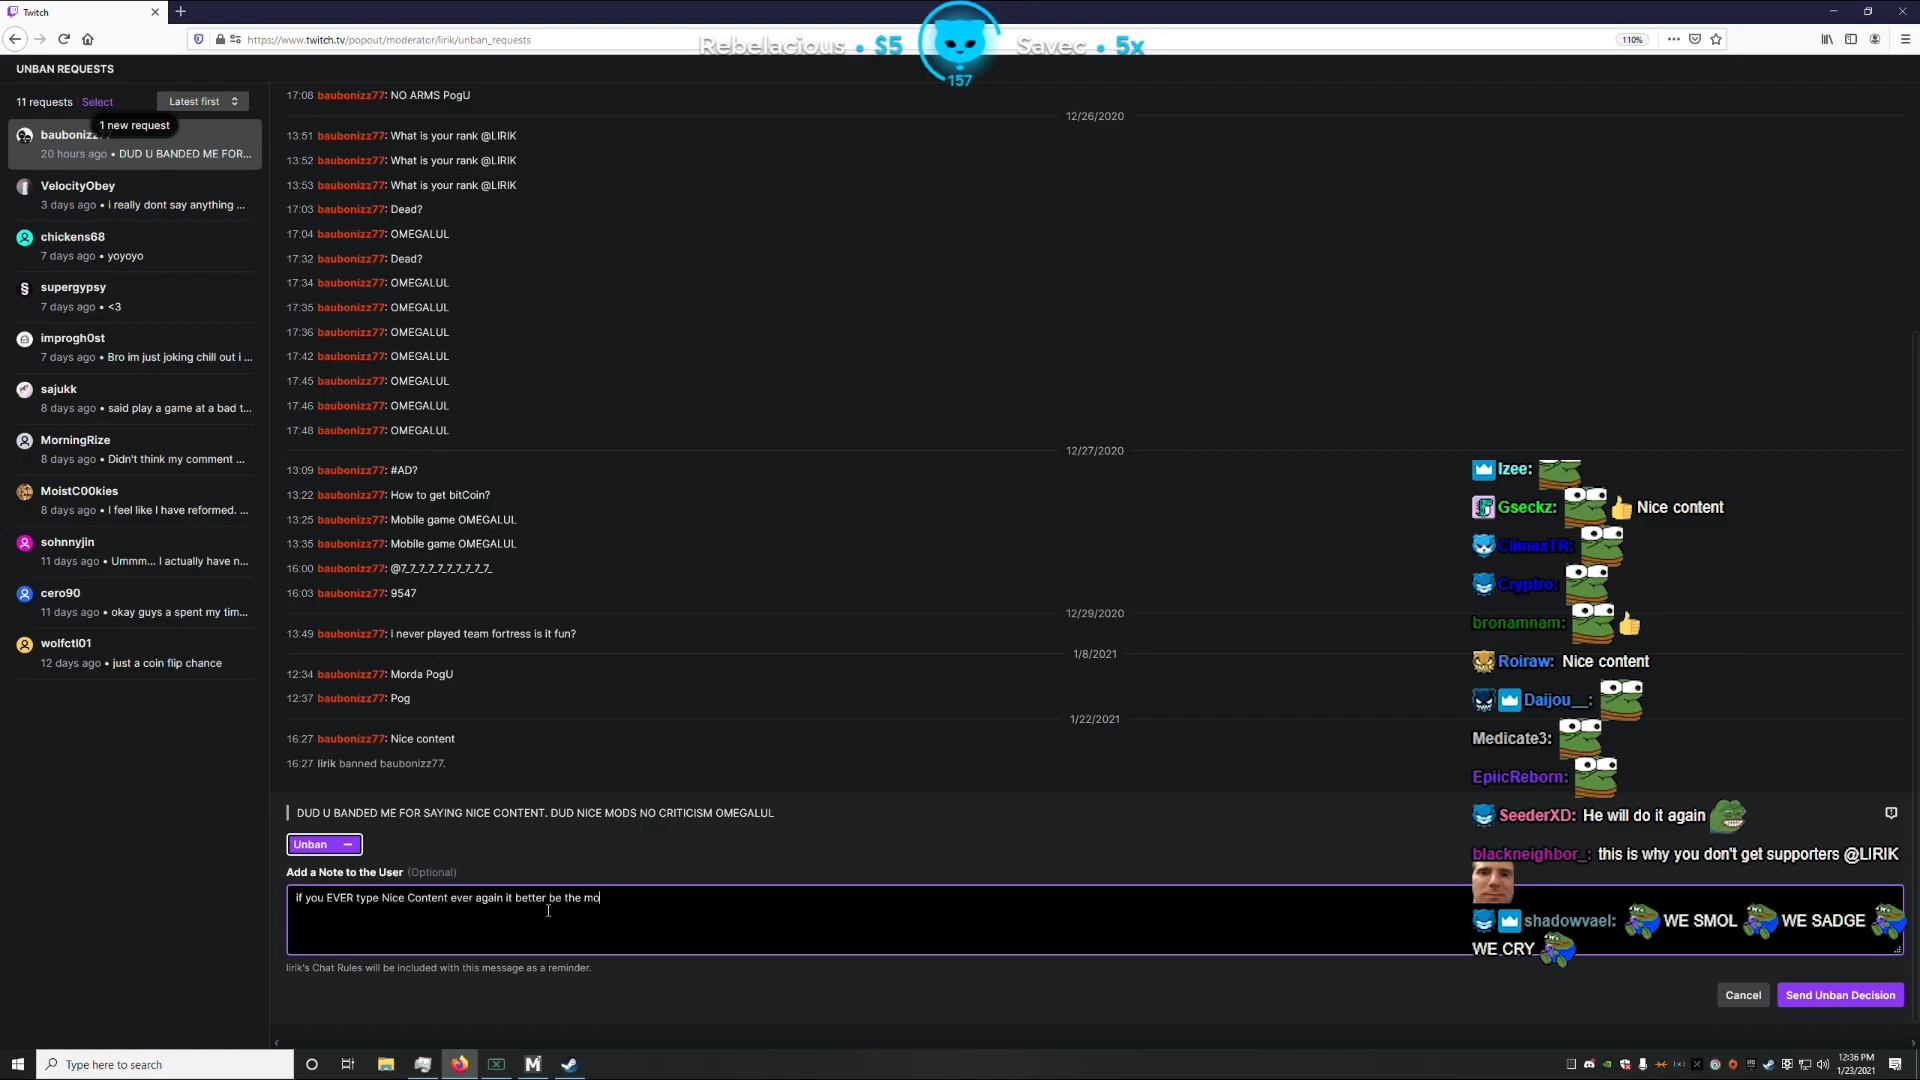 Twitch
https://www.twitch.tv/popout/moderator/lirik/unban_requests
110%
Rebelacious • $5
157
Savec • 5x
UNBAN REQUESTS
11 requests Select
Latest first
1 new request
20 hours ago • DUD U BANDED ME FOR...
VelocityObey
3 days ago • i really dont say anything ...
chickens68
7 days ago • yoyoyo
supergypsy
7 days ago • <3
improgh0st
7 days ago • Bro im just joking chill out i ...
sajukk
8 days ago • said play a game at a bad t...
MorningRize
8 days ago • Didn't think my comment ...
MoistC00kies
8 days ago • I feel like I have reformed. ...
sohnnyjin
11 days ago • Ummm... I actually have n...
cero90
11 days ago • okay guys a spent my tim...
wolfctl01
12 days ago • just a coin flip chance
17:08 baubonizz77: NO ARMS PogU
12/26/2020
13:51 baubonizz77: What is your rank @LIRIK
13:52 baubonizz77: What is your rank @LIRIK
13:53 baubonizz77: What is your rank @LIRIK
17:03 baubonizz77: Dead?
17:04 baubonizz77: OMEGALUL
17:32 baubonizz77: Dead?
17:34 baubonizz77: OMEGALUL
17:35 baubonizz77: OMEGALUL
17:36 baubonizz77: OMEGALUL
17:42 baubonizz77: OMEGALUL
17:45 baubonizz77: OMEGALUL
17:46 baubonizz77: OMEGALUL
17:48 baubonizz77: OMEGALUL
12/27/2020
13:09 baubonizz77: #AD?
13:22 baubonizz77: How to get bitCoin?
13:25 baubonizz77: Mobile game OMEGALUL
13:35 baubonizz77: Mobile game OMEGALUL
16:00 baubonizz77: @7_7_7_7_7_7_7_7_7_7_
16:03 baubonizz77: 9547
12/29/2020
13:49 baubonizz77: i never played team fortress is it fun?
1/8/2021
12:34 baubonizz77: Morda PogU
12:37 baubonizz77: Pog
1/22/2021
16:27 baubonizz77: Nice content
16:27 lirik banned baubonizz77.
DUD U BANDED ME FOR SAYING NICE CONTENT. DUD NICE MODS NO CRITICISM OMEGALUL
Unban
Add a Note to the User (Optional)
if you EVER type Nice Content ever again it better be the mo
lirik's Chat Rules will be included with this message as a reminder.
Cancel
Send Unban Decision
Izee:
Gseckz: Nice content
ClimaxTR:
Cryptro:
bronamnam:
Roiraw: Nice content
Daijou__:
Medicate3:
EpiicReborn:
SeederXD: He will do it again
blackneighbor_: this is why you don't get supporters @LIRIK
shadowvael: WE SMOL WE SADGE
WE CRY
Type here to search
12:36 PM
1/23/2021